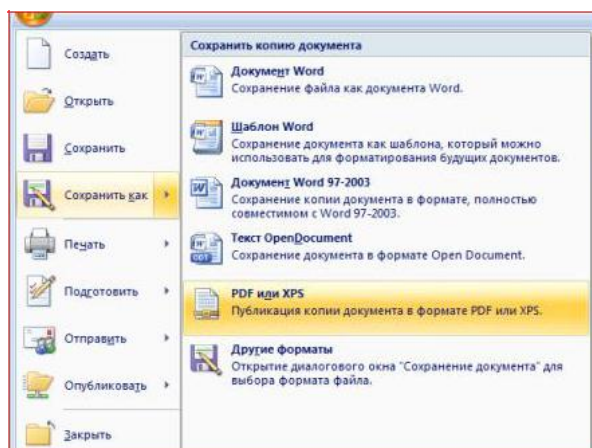 Создать
Открыть
Сохранить
Сохранить как
Печать
Подготовить
Отправить
Опубликовать
Закрыть
Сохранить копию документа
Документ Word
Сохранение файла как документа Word.
Шаблон Word
Сохранение документа как шаблона, который можно
использовать для форматирования будущих документов.
Документ Word 97-2003
Сохранение копии документа в формате, полностью
совместимом с Word 97-2003.
Текст OpenDocument
Сохранение документа в формате Open Document.
PDF или XPS
Публикация копии документа в формате PDF или XPS.
Другие форматы
Открытие диалогового окна "Сохранение документа" для
выбора формата файла.